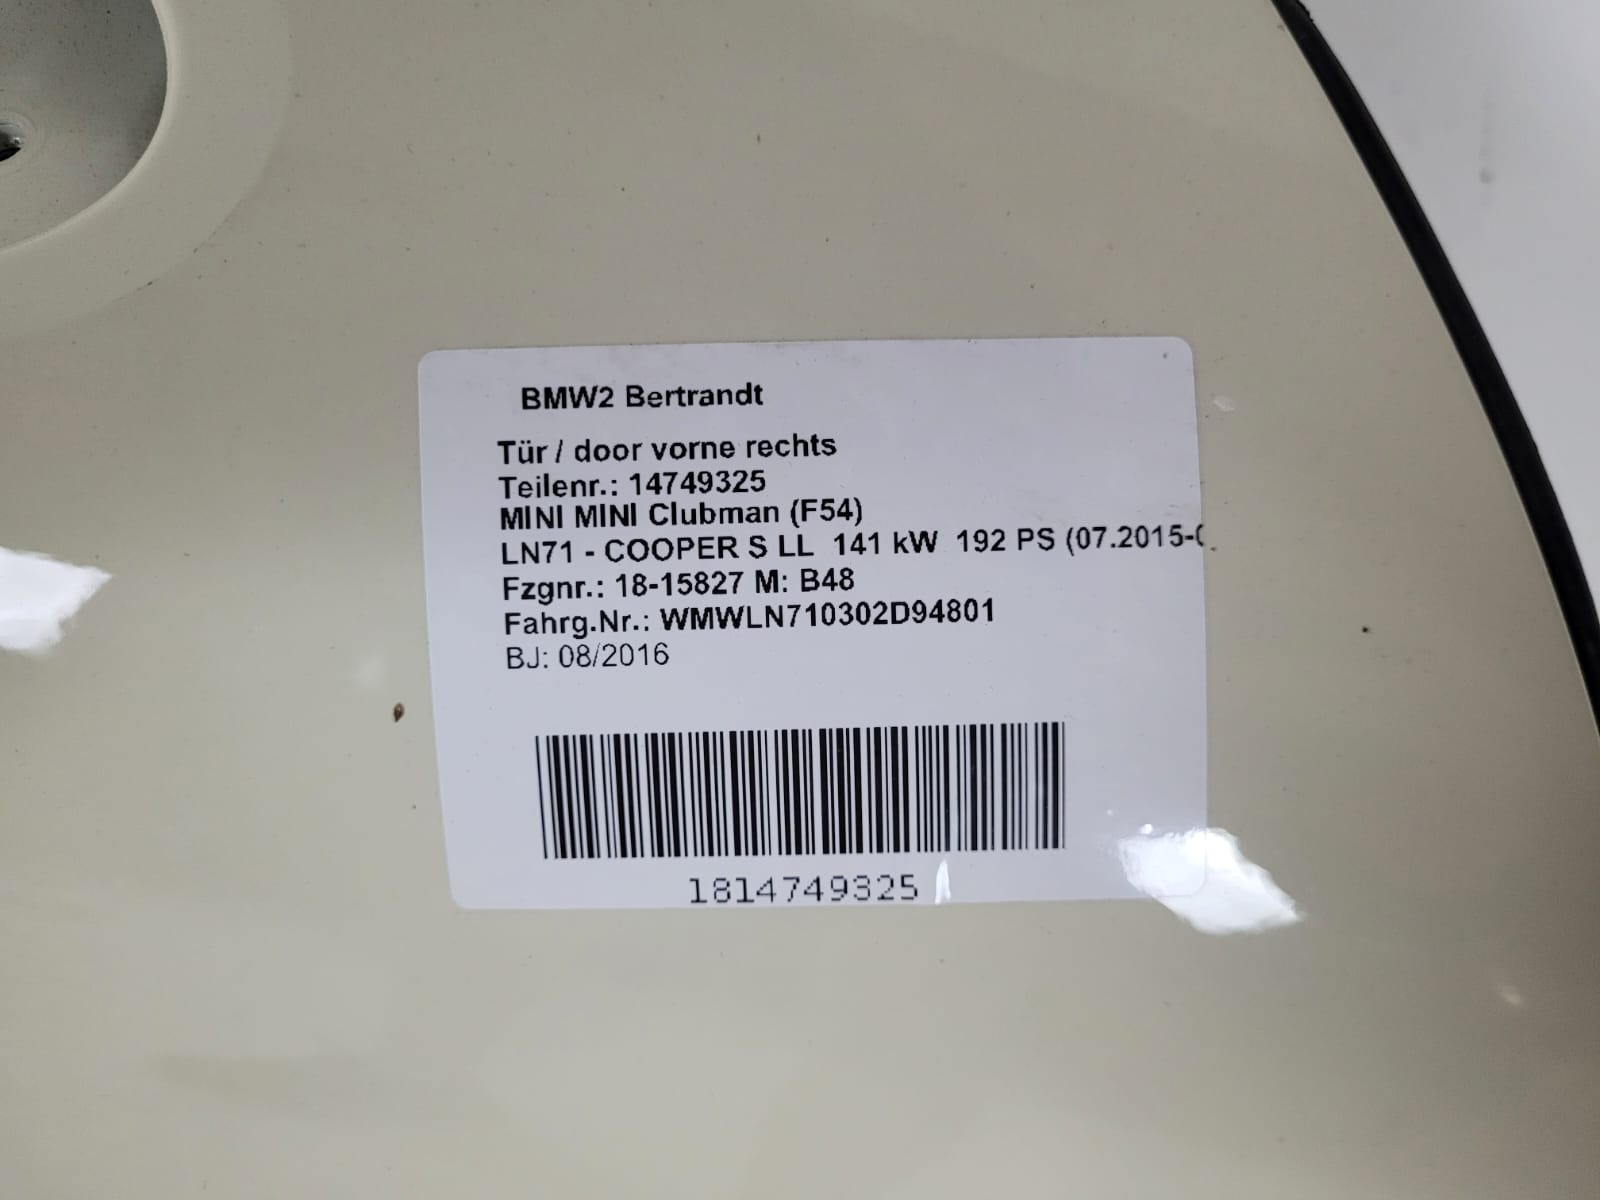 BMW2 Bertrandt
Tür / door vorne rechts
Teilenr.: 14749325
MINI MINI Clubman (F54)
LN71 - COOPER S LL 141 kW 192 PS (07.2015-
Fzgnr.: 18-15827 M: B48
Fahrg.Nr.: WMWLN710302D94801
BJ: 08/2016
1814749325